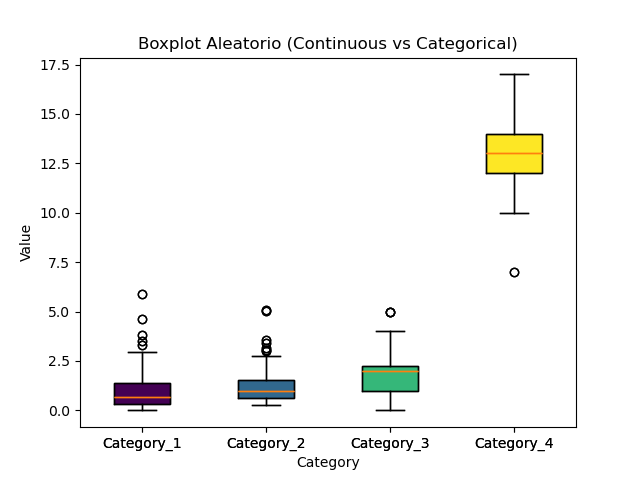 Boxplot Aleatorio (Continuous vs Categorical)
17.5
15.0
12.5
10.0
7.5
5.0
2.5
0.0
Value
Category_1 Category_2 Category_3 Category_4
Category